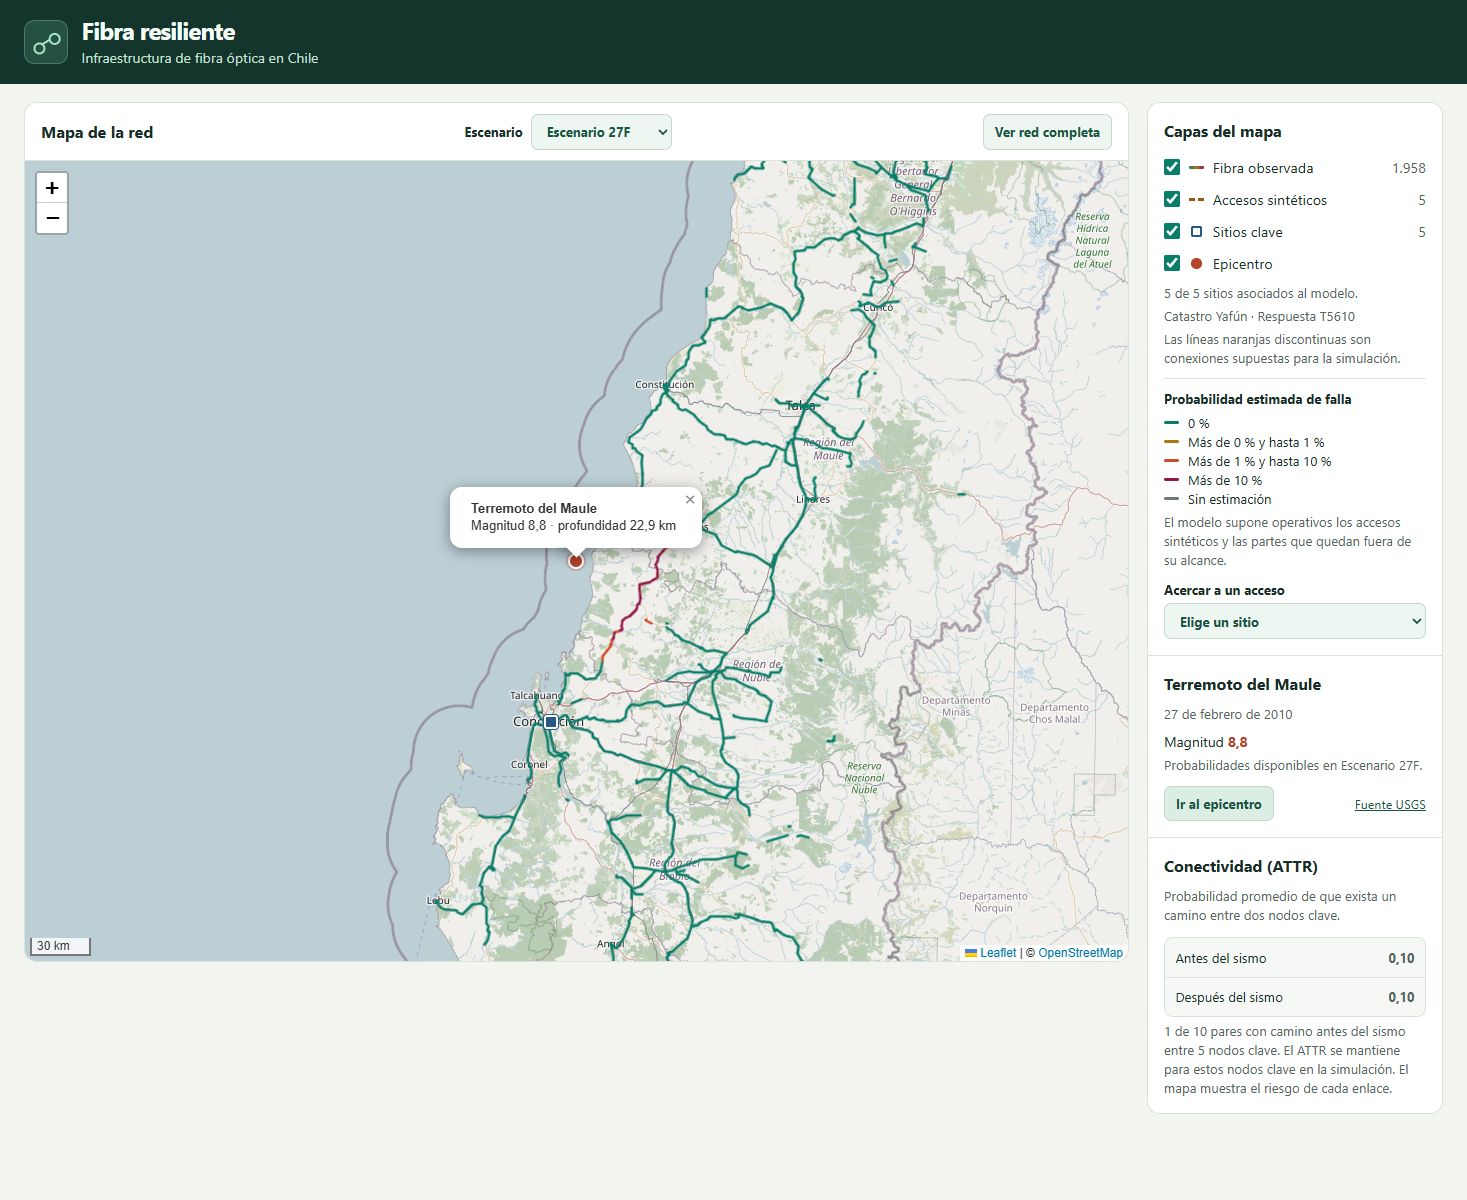 Fibra resiliente
Infraestructura de fibra óptica en Chile
Mapa de la red
Escenario
Escenario 27F
Ver red completa
+
−
Libertador
General
Bernardo
O'Higgins
Reserva
Hídrica
Natural
Laguna
del Atuel
Curicó
Constitución
Talca
Región del
Maule
Linares
Terremoto del Maule
Magnitud 8,8 · profundidad 22,9 km
×
Región de
Ñuble
Talcahuano
Concepción
Coronel
Departamento
Minas
Departamento
Chos Malal
Reserva
Nacional
Ñuble
Región del
Biobío
Lebu
Departamento
Ñorquín
Angol
30 km
Leaflet | © OpenStreetMap
Capas del mapa
Fibra observada 1.958
Accesos sintéticos 5
Sitios clave 5
Epicentro
5 de 5 sitios asociados al modelo.
Catastro Yafún · Respuesta T5610
Las líneas naranjas discontinuas son
conexiones supuestas para la simulación.
Probabilidad estimada de falla
0 %
Más de 0 % y hasta 1 %
Más de 1 % y hasta 10 %
Más de 10 %
Sin estimación
El modelo supone operativos los accesos
sintéticos y las partes que quedan fuera de
su alcance.
Acercar a un acceso
Elige un sitio
Terremoto del Maule
27 de febrero de 2010
Magnitud 8,8
Probabilidades disponibles en Escenario 27F.
Ir al epicentro
Fuente USGS
Conectividad (ATTR)
Probabilidad promedio de que exista un
camino entre dos nodos clave.
Antes del sismo 0,10
Después del sismo 0,10
1 de 10 pares con camino antes del sismo
entre 5 nodos clave. El ATTR se mantiene
para estos nodos clave en la simulación. El
mapa muestra el riesgo de cada enlace.